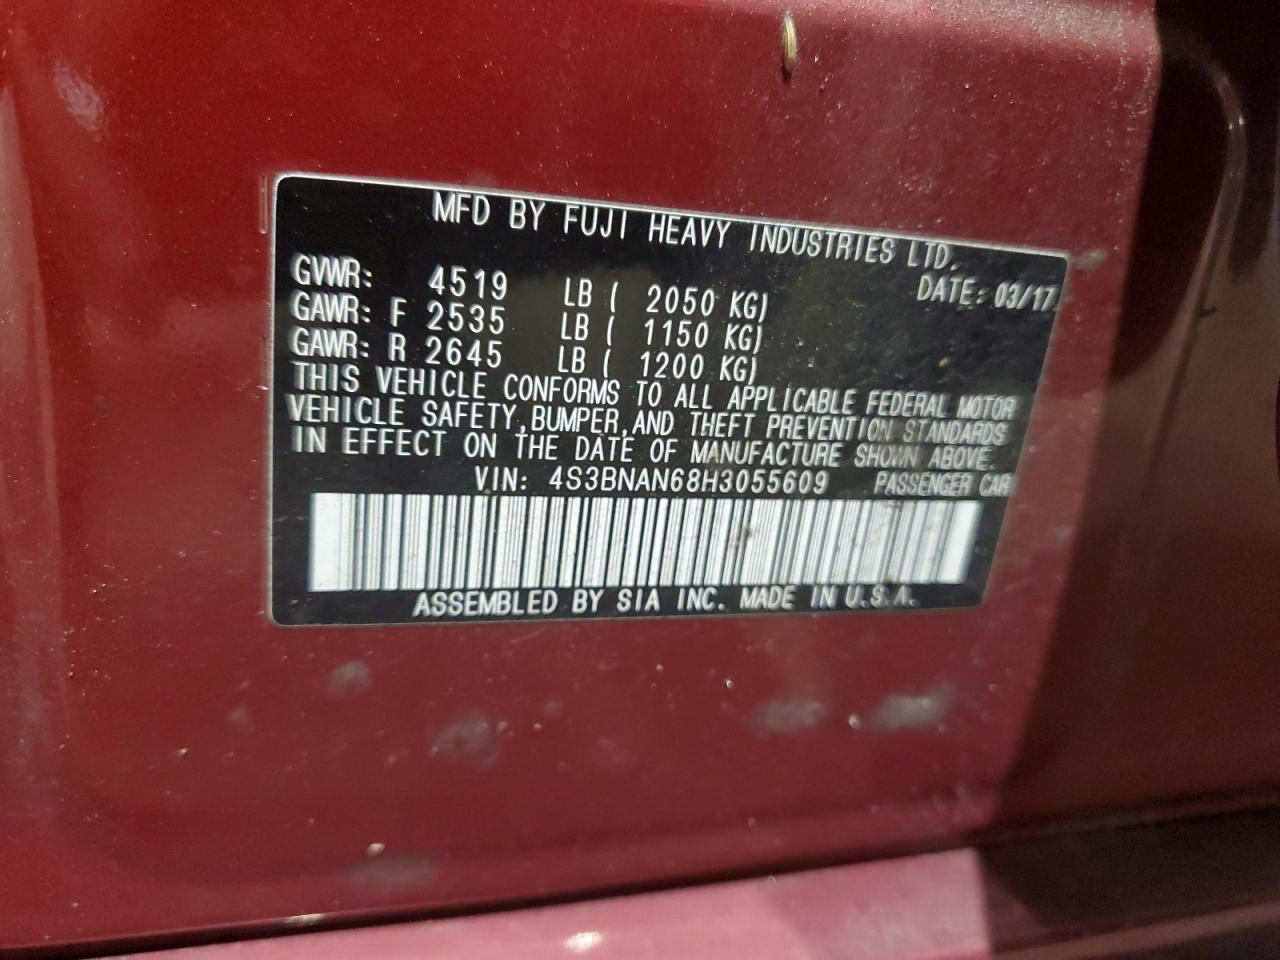 MFD BY FUJI HEAVY INDUSTRIES LTD.
DATE: 03/17
GVWR: 4519 LB ( 2050 KG)
GAWR: F 2535 LB ( 1150 KG)
GAWR: R 2645 LB ( 1200 KG)
THIS VEHICLE CONFORMS TO ALL APPLICABLE FEDERAL MOTOR
VEHICLE SAFETY, BUMPER, AND THEFT PREVENTION STANDARDS
IN EFFECT ON THE DATE OF MANUFACTURE SHOWN ABOVE.
VIN: 4S3BNAN68H3055609 PASSENGER CAR
ASSEMBLED BY SIA INC. MADE IN U.S.A.